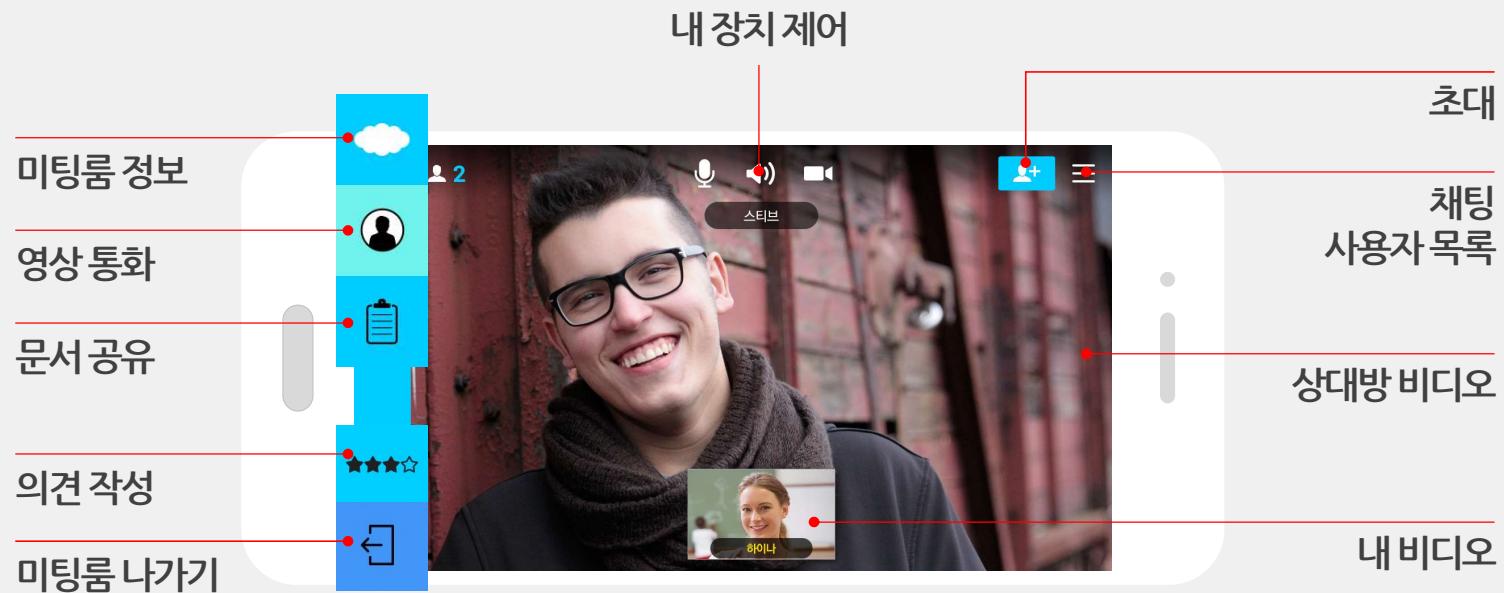 내 장치 제어
초대
미팅룸 정보
2
스티브
채팅
사용자 목록
영상 통화
문서 공유
상대방 비디오
의견 작성
하이나
내 비디오
미팅룸 나가기